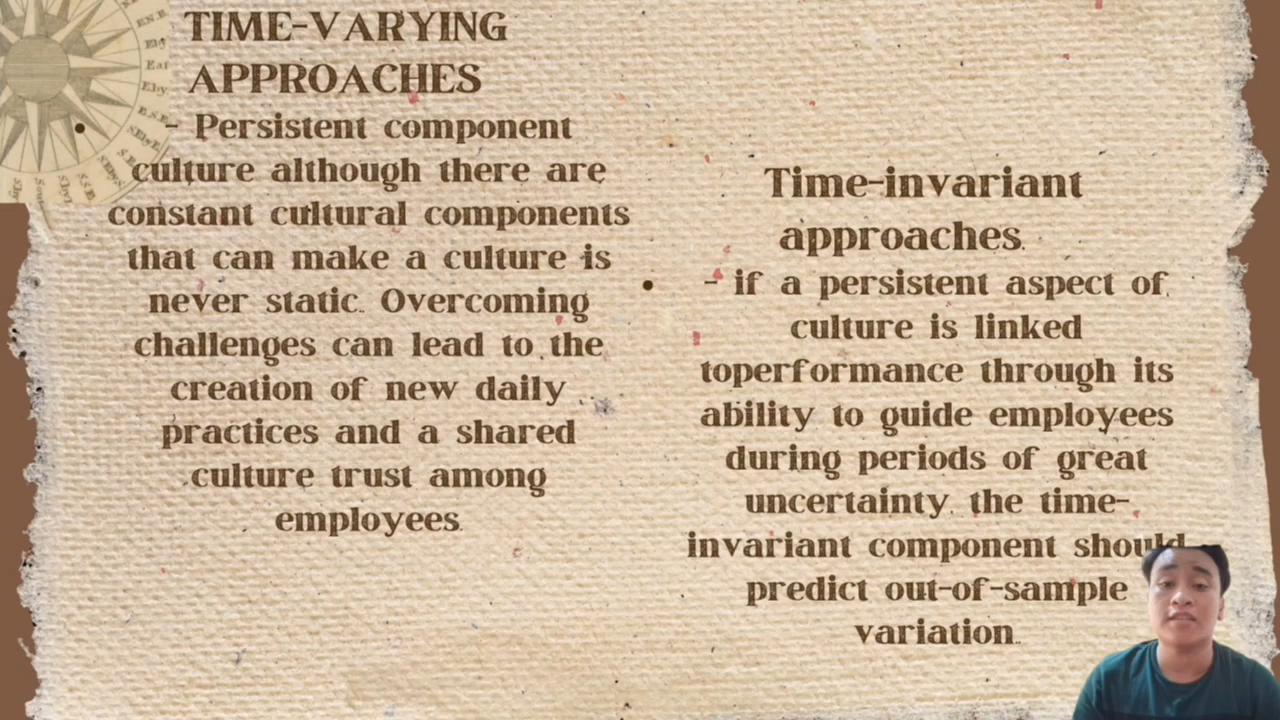 TIME-VARYING
APPROACHES
- Persistent component
culture although there are
constant cultural components
that can make a culture is
never static. Overcoming
challenges can lead to the
creation of new daily
practices and a shared
culture trust among
employees.
Time-invariant
approaches.
- if a persistent aspect of
culture is linked
toperformance through its
ability to guide employees
during periods of great
uncertainty. the time-
invariant component should
predict out-of-sample
variation.